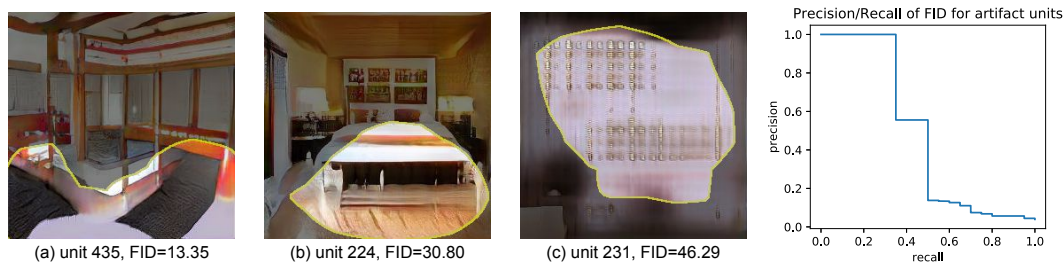 Precision/Recall of FID for artifact units
1.0
0.8
0.6
0.4
0.2
0.0
precision
0.0 0.2 0.4 0.6 0.8 1.0
recall
(a) unit 435, FID=13.35
(b) unit 224, FID=30.80
(c) unit 231, FID=46.29